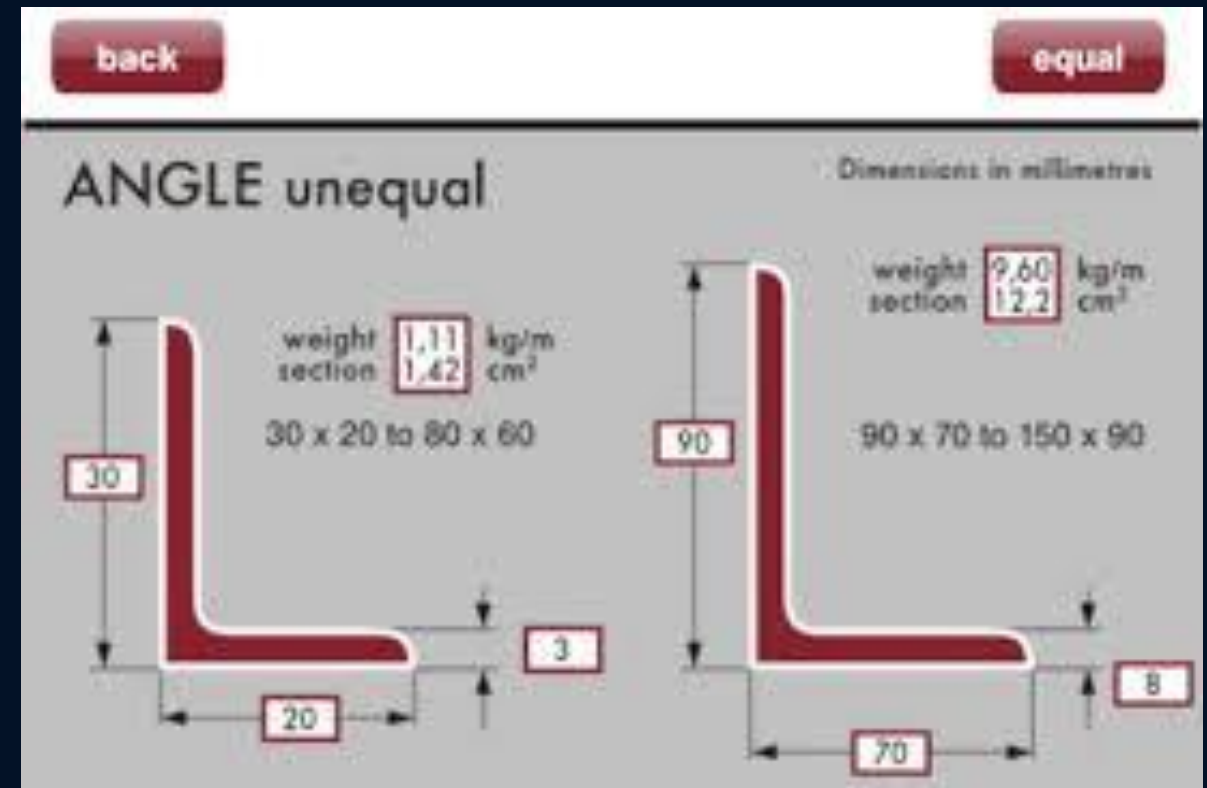 back
equal
ANGLE unequal
Dimensions in millimetres
weight 1,11 kg/m
section 1,42 cm²
30 x 20 to 80 x 60
30
3
20
weight 9,60 kg/m
section 12,2 cm²
90 x 70 to 150 x 90
90
8
70